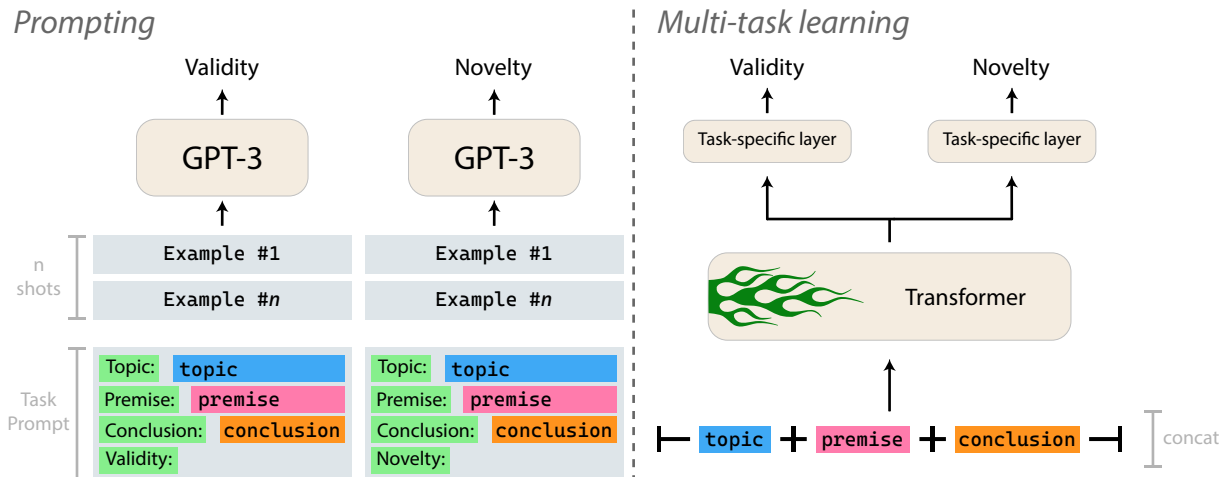 Prompting
Validity
Novelty
GPT-3
GPT-3
n
shots
Example #1
Example #1
Example #n
Example #n
Task
Prompt
Topic: topic
Premise: premise
Conclusion: conclusion
Validity:
Topic: topic
Premise: premise
Conclusion: conclusion
Novelty:
Multi-task learning
Validity
Novelty
Task-specific layer
Task-specific layer
Transformer
topic + premise + conclusion
concat